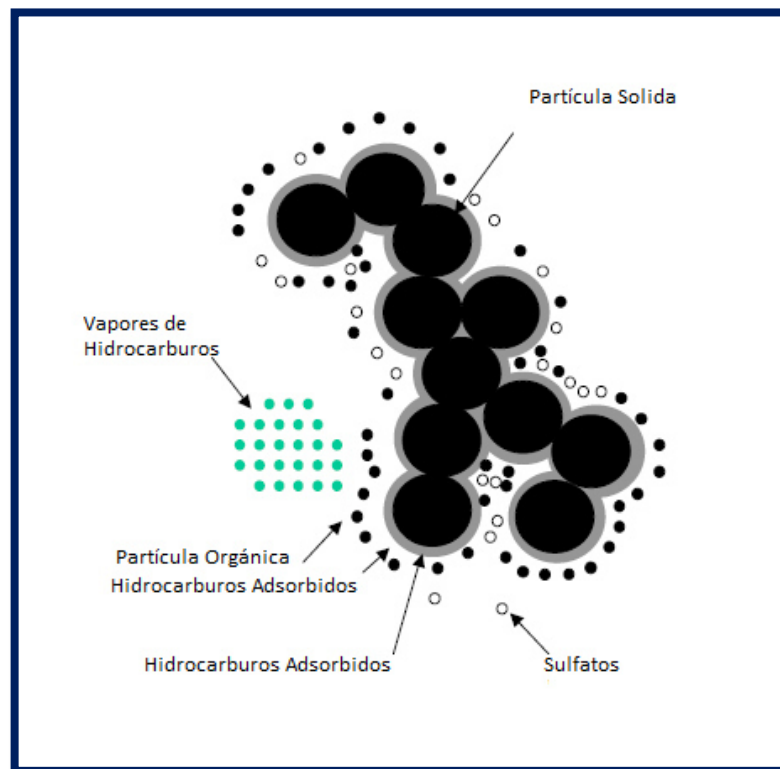 Partícula Solida
Vapores de
Hidrocarburos
Partícula Orgánica
Hidrocarburos Adsorbidos
Hidrocarburos Adsorbidos
Sulfatos